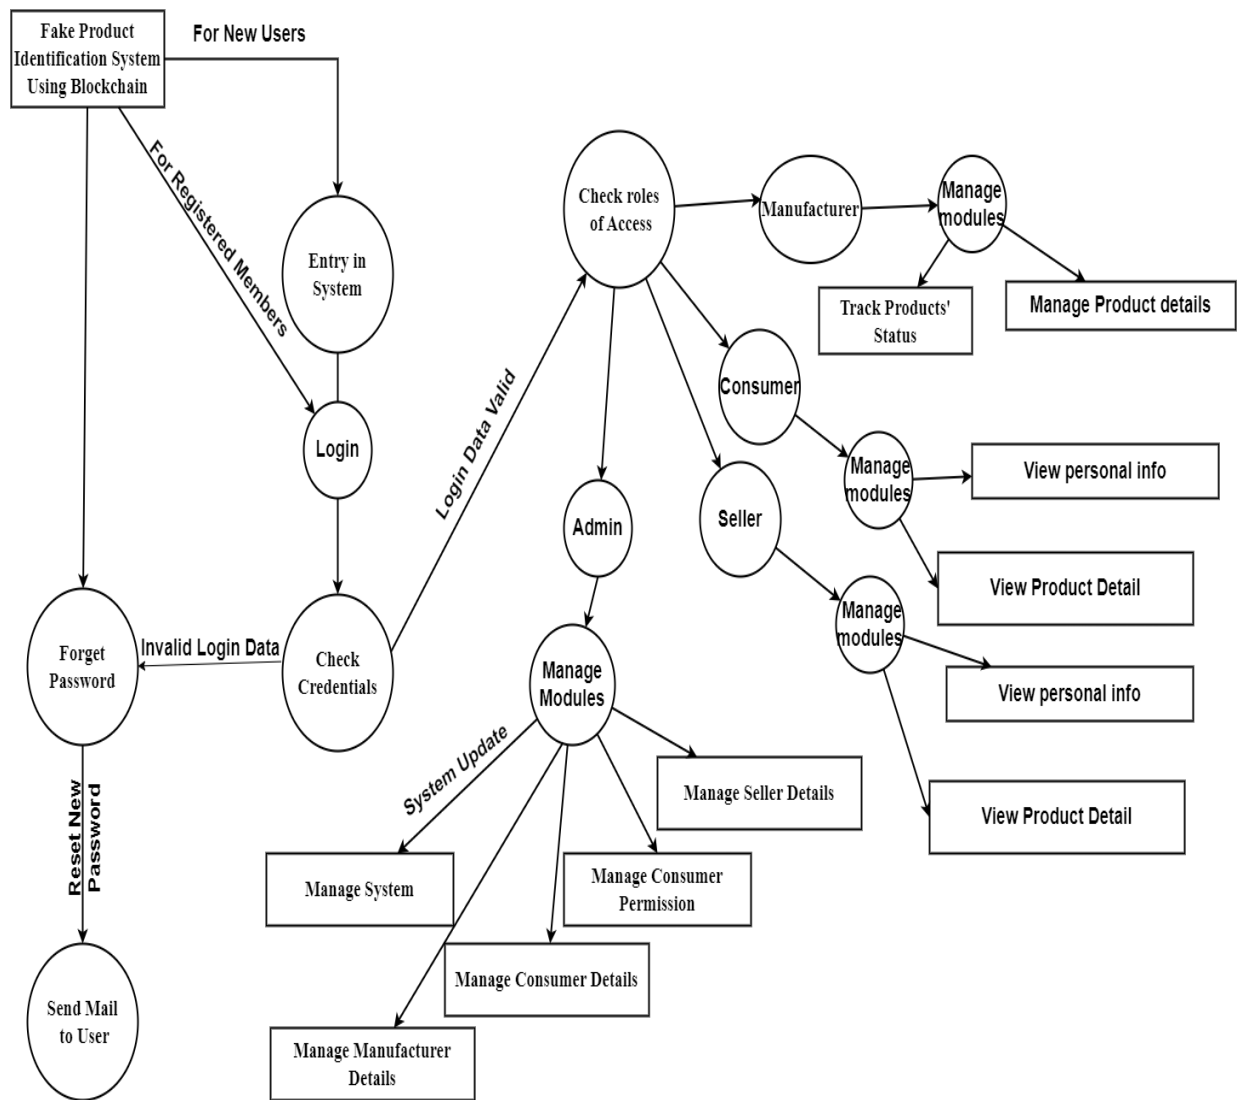 Fake Product
Identification System
Using Blockchain
For New Users
For Registered Members
Entry in
System
Login
Check
Credentials
Invalid Login Data
Forget
Password
Reset New
Password
Send Mail
to User
Login Data Valid
Check roles
of Access
Manufacturer
Manage
modules
Track Products'
Status
Manage Product details
Consumer
Manage
modules
View personal info
View Product Detail
Seller
Manage
modules
View personal info
View Product Detail
Admin
Manage
Modules
System Update
Manage System
Manage Manufacturer
Details
Manage Consumer Details
Manage Consumer
Permission
Manage Seller Details